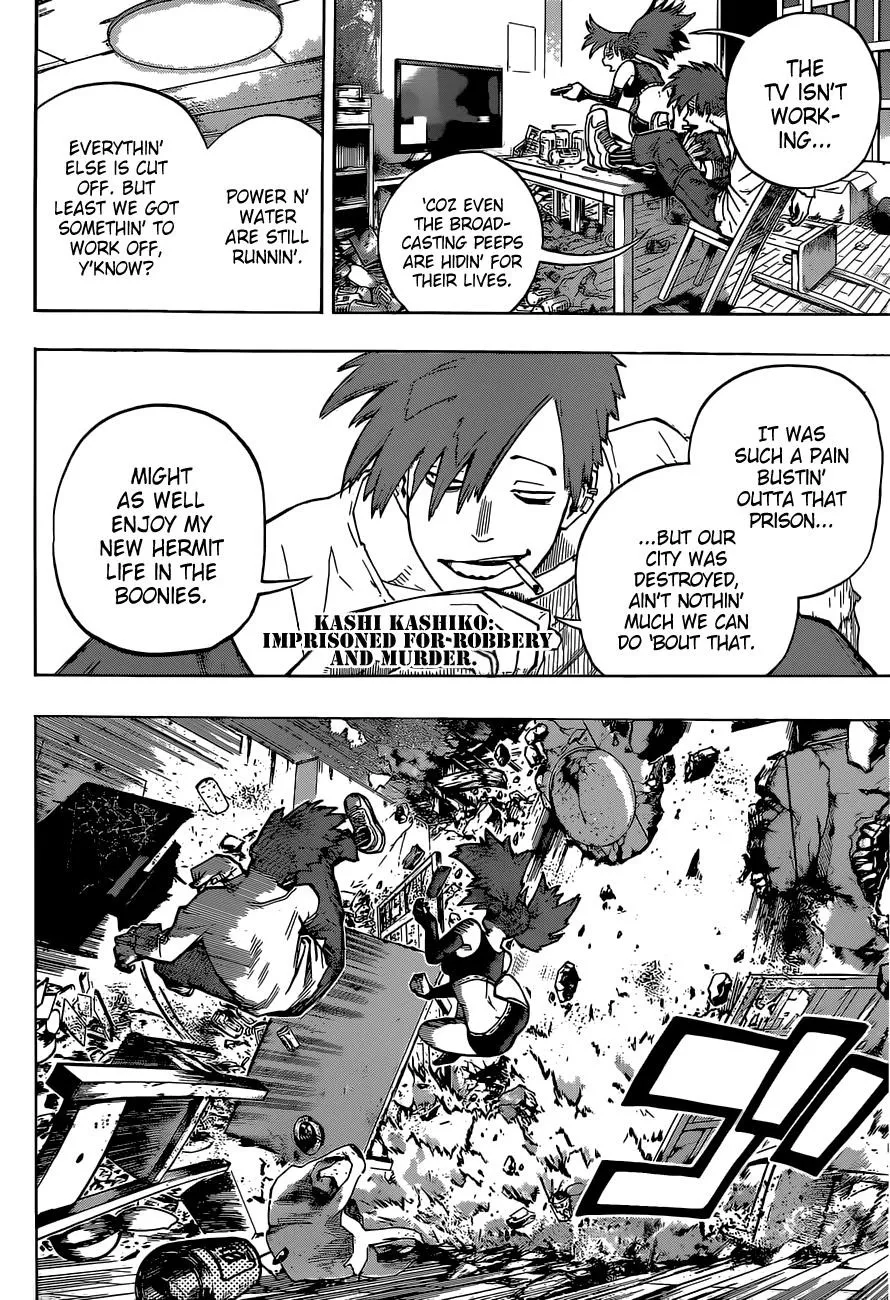 THE
TV ISN'T
WORK-
ING...
'COZ EVEN
THE BROAD-
CASTING PEEPS
ARE HIDIN' FOR
THEIR LIVES.
POWER N'
WATER
ARE STILL
RUNNIN'.
EVERYTHIN'
ELSE IS CUT
OFF. BUT
LEAST WE GOT
SOMETHIN' TO
WORK OFF,
Y'KNOW?
IT WAS
SUCH A PAIN
BUSTIN'
OUTTA THAT
PRISON...
...BUT OUR
CITY WAS
DESTROYED,
AIN'T NOTHIN'
MUCH WE CAN
DO 'BOUT THAT.
MIGHT
AS WELL
ENJOY MY
NEW HERMIT
LIFE IN THE
BOONIES.
KASHI KASHIKO:
IMPRISONED FOR ROBBERY
AND MURDER.
ゴゴ